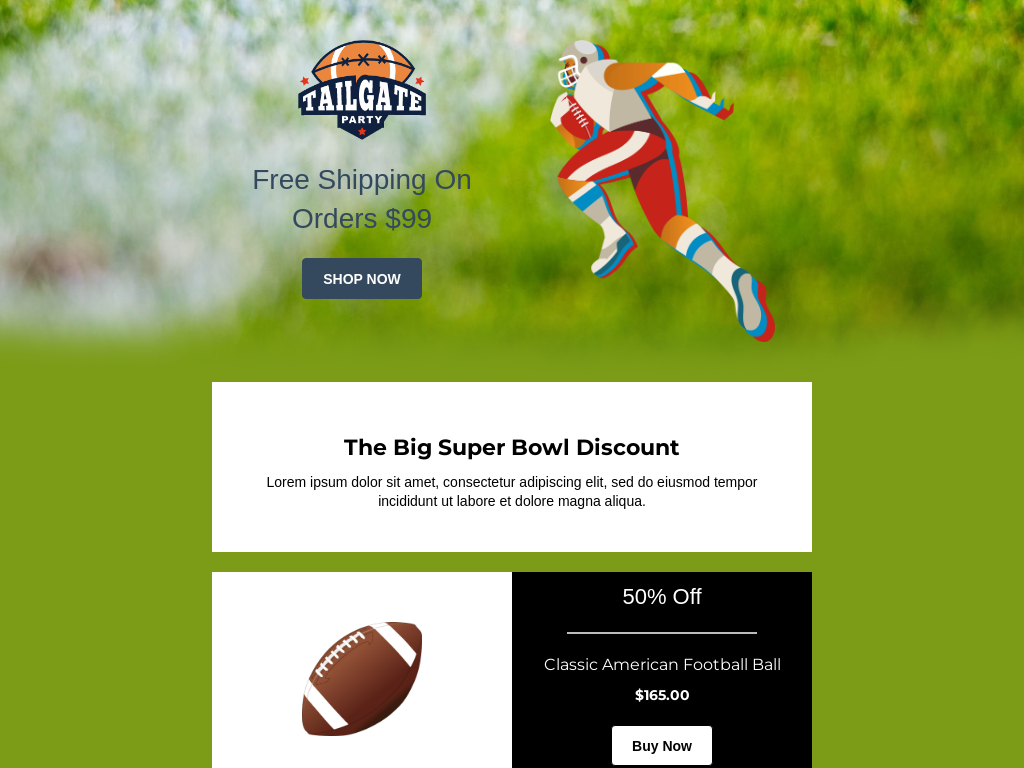 TAILGATE
PARTY
Free Shipping On
Orders $99
SHOP NOW
The Big Super Bowl Discount
Lorem ipsum dolor sit amet, consectetur adipiscing elit, sed do eiusmod tempor
incididunt ut labore et dolore magna aliqua.
50% Off
Classic American Football Ball
$165.00
Buy Now